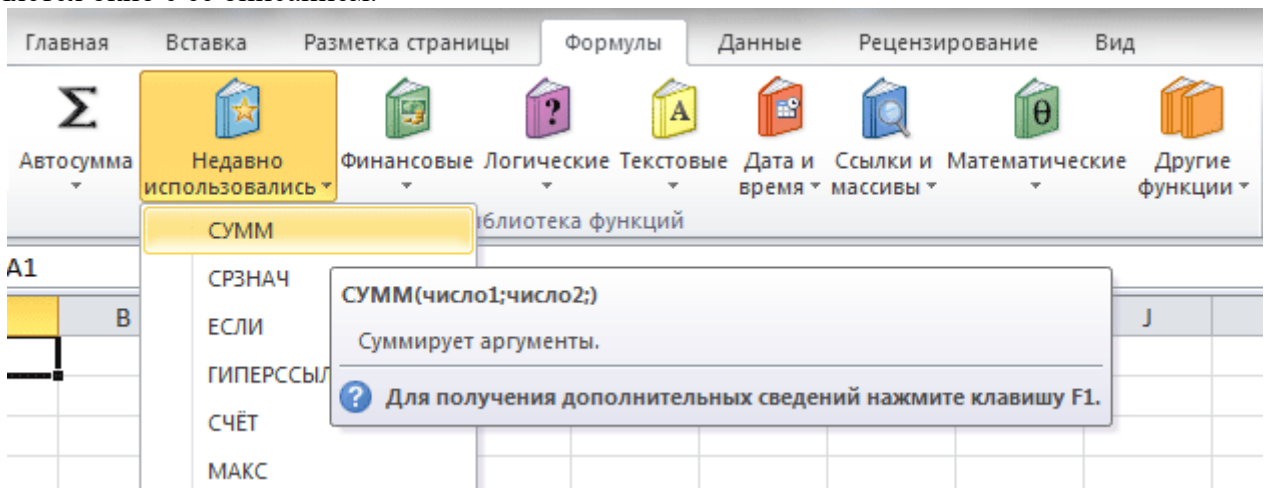 Главная Вставка Разметка страницы Формулы Данные Рецензирование Вид
Σ ? A θ
Автосумма Недавно использовались Финансовые Логические Текстовые Дата и время Ссылки и массивы Математические Другие функции
блиотека функций
A1
B J
СУММ
СРЗНАЧ
ЕСЛИ
ГИПЕРССЫЛ
СЧЁТ
МАКС
СУММ(число1;число2;)
Суммирует аргументы.
? Для получения дополнительных сведений нажмите клавишу F1.